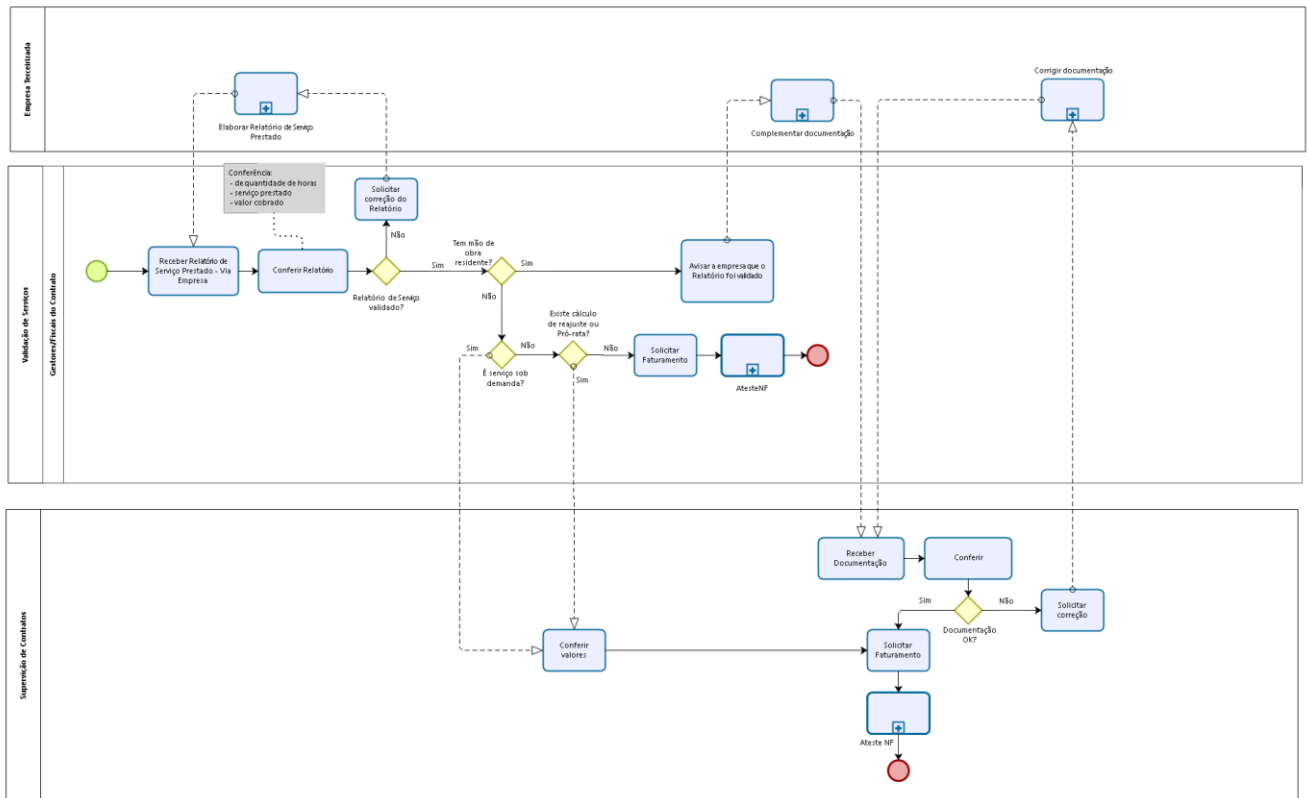 Empresa Terceirizada
Elaborar Relatório de Serviço
Prestado
Complementar documentação
Corrigir documentação
Validação de Serviços
Gestores/Fiscais do Contrato
Conferência:
- de quantidade de horas
- serviço prestado
- valor cobrado
Solicitar
correção do
Relatório
Não
Receber Relatório de
Serviço Prestado - Via
Empresa
Conferir Relatório
Relatório de Serviço
validado?
Sim
Tem mão de
obra
residente?
Sim
Não
Avisar a empresa que o
Relatório foi validado
Sim
É serviço sob
demanda?
Não
Existe cálculo
de reajuste ou
Pró-rata?
Não
Sim
Solicitar
Faturamento
AtesteNF
Supervição de Contratos
Receber
Documentação
Conferir
Sim
Não
Documentação
OK?
Solicitar
correção
Conferir
valores
Solicitar
Faturamento
Ateste NF